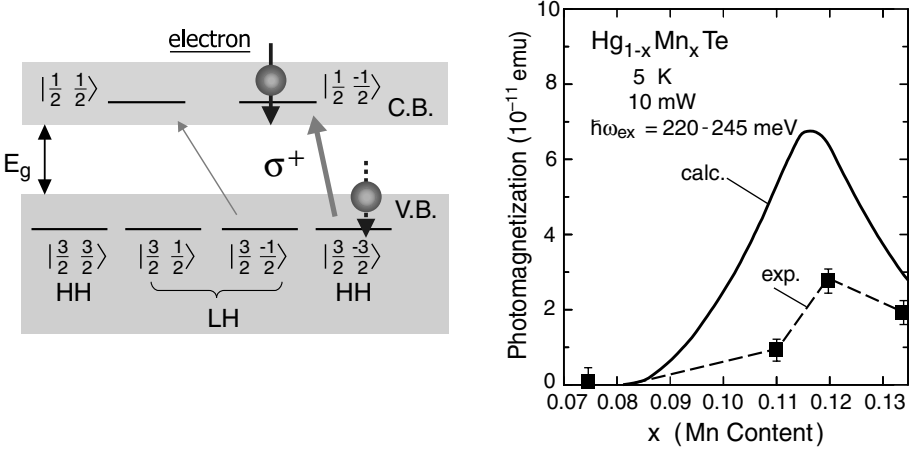 electron
|1/2 1/2⟩
|1/2 -1/2⟩
C.B.
E_g
σ⁺
V.B.
|3/2 3/2⟩ |3/2 1/2⟩ |3/2 -1/2⟩ |3/2 -3/2⟩
HH
HH
LH
Photomagnetization (10⁻¹¹ emu)
10
8
6
4
2
0
Hg₁₋ₓMnₓTe
5 K
10 mW
ħω_ex = 220-245 meV
calc.
exp.
0.07 0.08 0.09 0.10 0.11 0.12 0.13
x (Mn Content)